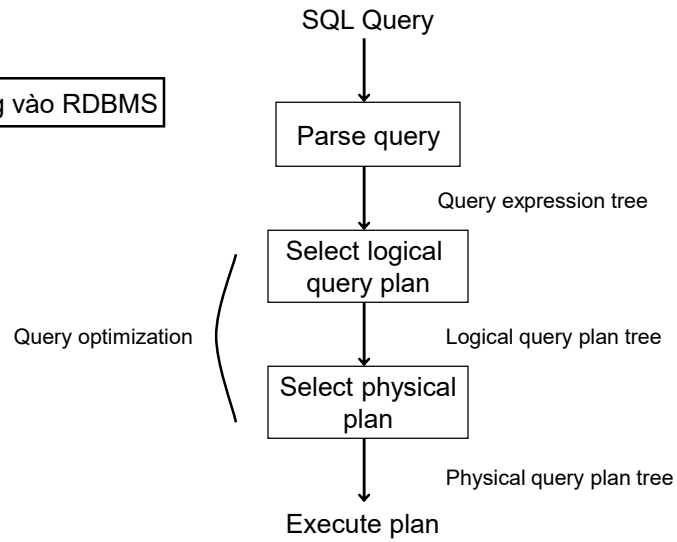 SQL Query
vào RDBMS
Parse query
Query expression tree
Select logical
query plan
Query optimization
Logical query plan tree
Select physical
plan
Physical query plan tree
Execute plan